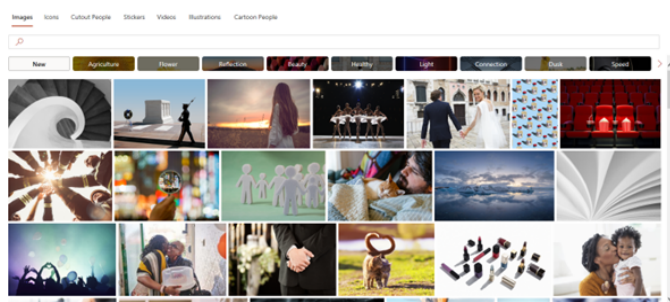 Images Icons Cutout People Stickers Videos Illustrations Cartoon People
New Agriculture Flower Reflection Beauty Healthy Light Connection Dusk Speed